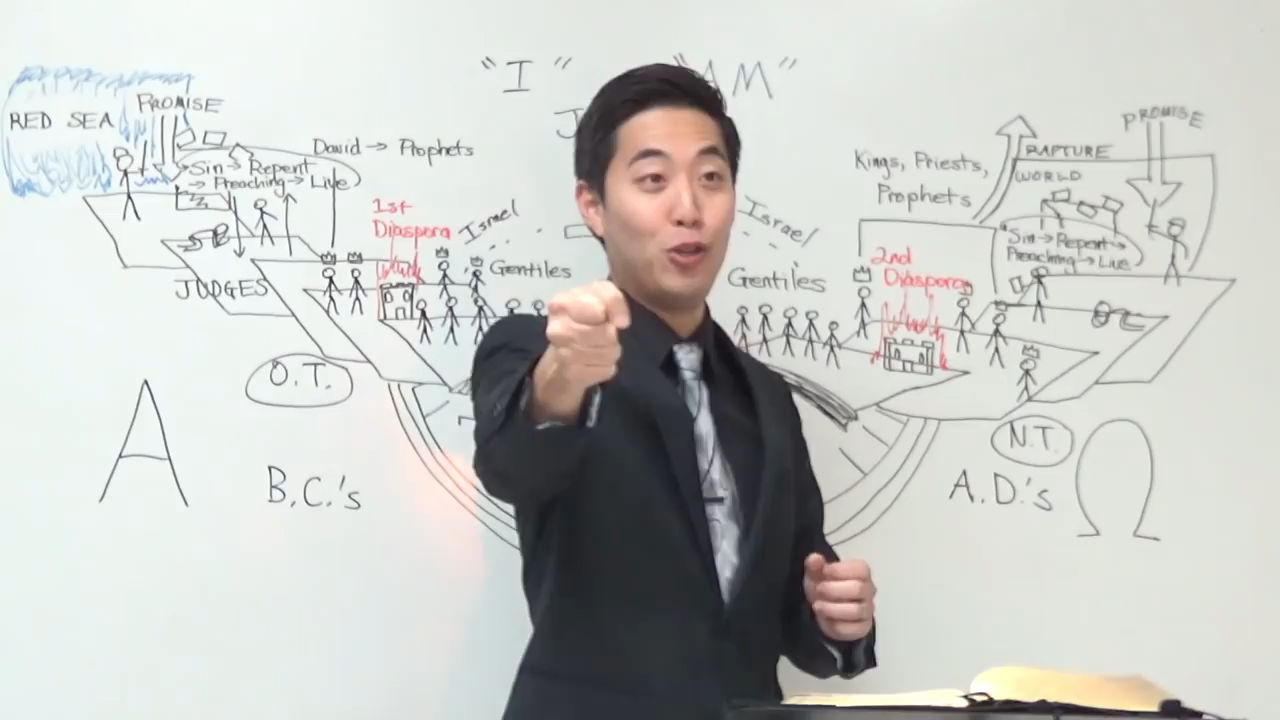 "I" "AM"
J
RED SEA
PROMISE
Sin → Repent
→ Preaching → Live
David → Prophets
1st
Diaspora
Israel
Gentiles
JUDGES
O.T.
A
B.C.'s
Israel
Gentiles
Kings, Priests,
Prophets
2nd
Diaspora
RAPTURE
WORLD
PROMISE
Sin → Repent →
Preaching → Live
N.T.
A.D.'s
Ω